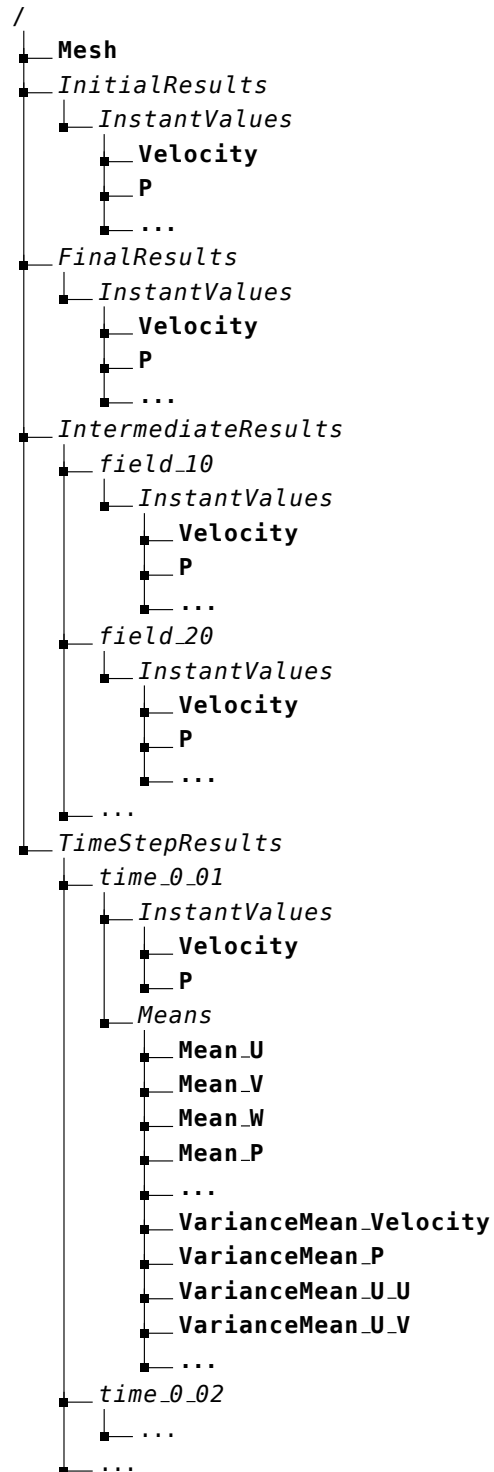 /
Mesh
InitialResults
InstantValues
Velocity
P
...
FinalResults
InstantValues
Velocity
P
...
IntermediateResults
field_10
InstantValues
Velocity
P
...
field_20
InstantValues
Velocity
P
...
...
TimeStepResults
time_0_01
InstantValues
Velocity
P
Means
Mean_U
Mean_V
Mean_W
Mean_P
...
VarianceMean_Velocity
VarianceMean_P
VarianceMean_U_U
VarianceMean_U_V
...
time_0_02
...
...